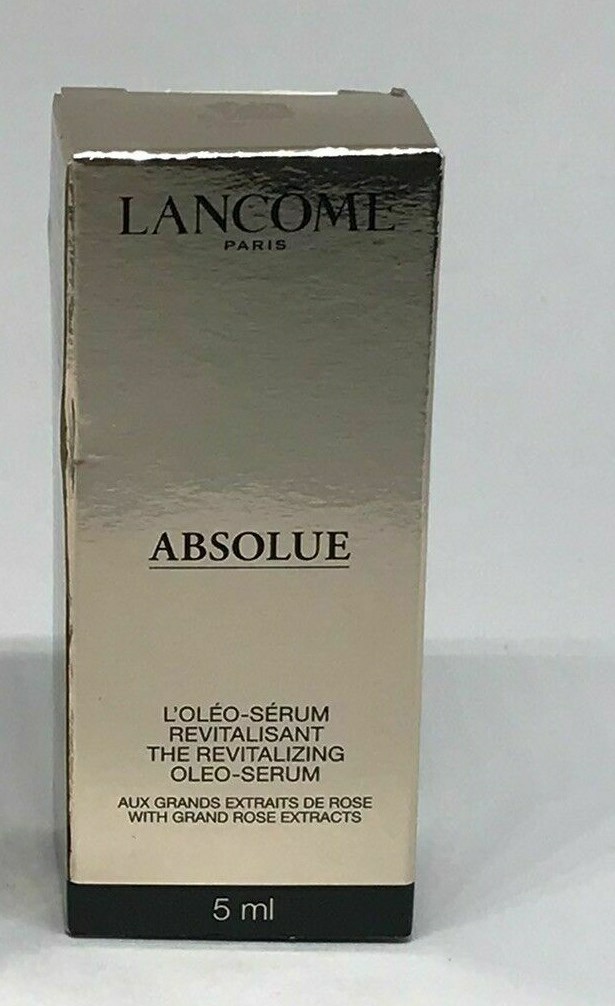 LANCÔME
PARIS
ABSOLUE
L'OLÉO-SÉRUM
REVITALISANT
THE REVITALIZING
OLEO-SERUM
AUX GRANDS EXTRAITS DE ROSE
WITH GRAND ROSE EXTRACTS
5 ml